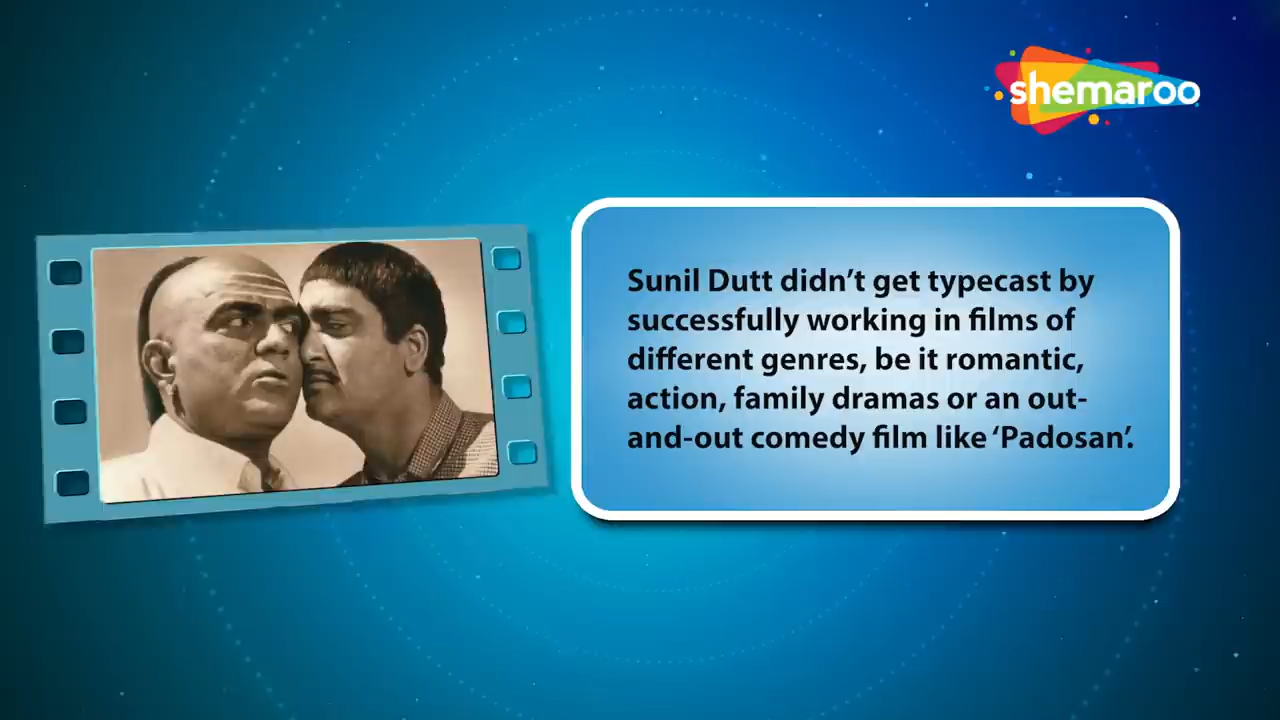 shemaroo
Sunil Dutt didn’t get typecast by
successfully working in films of
different genres, be it romantic,
action, family dramas or an out-
and-out comedy film like ‘Padosan’.